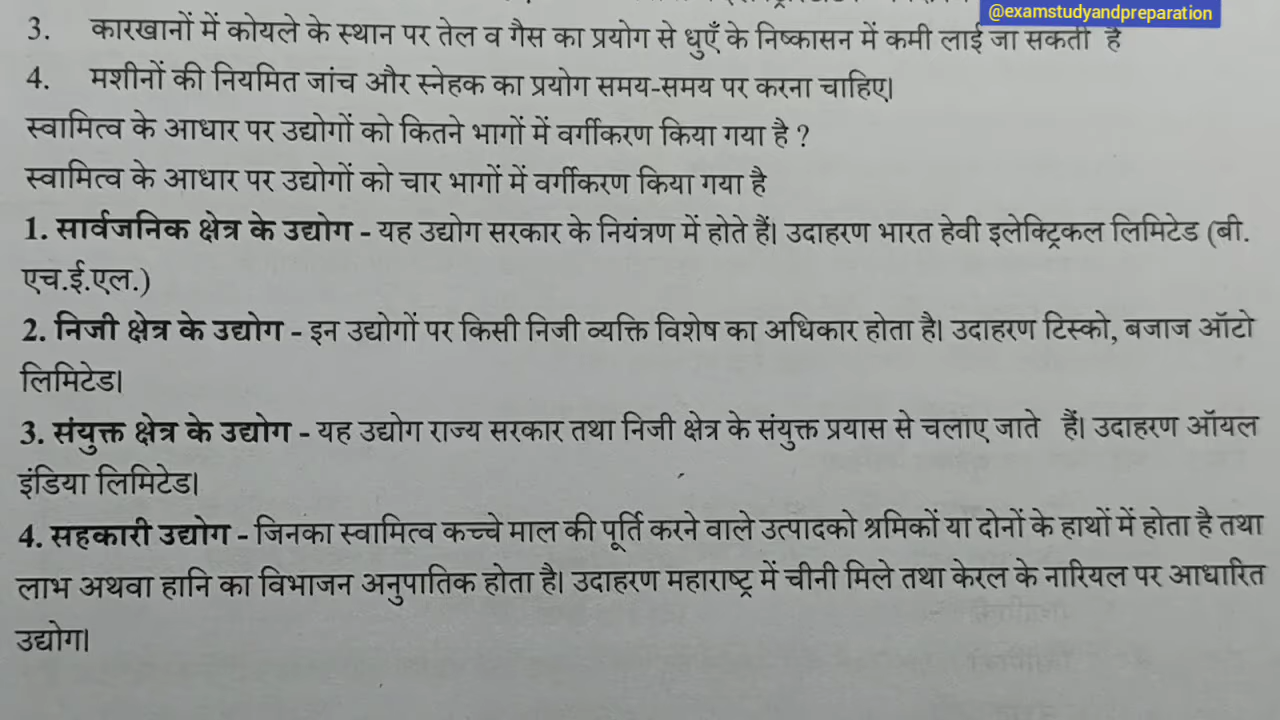 @examstudyandpreparation
3. कारखानों में कोयले के स्थान पर तेल व गैस का प्रयोग से धुएँ के निष्कासन में कमी लाई जा सकती है
4. मशीनों की नियमित जांच और स्नेहक का प्रयोग समय-समय पर करना चाहिए।
स्वामित्व के आधार पर उद्योगों को कितने भागों में वर्गीकरण किया गया है ?
स्वामित्व के आधार पर उद्योगों को चार भागों में वर्गीकरण किया गया है
1. सार्वजनिक क्षेत्र के उद्योग - यह उद्योग सरकार के नियंत्रण में होते हैं। उदाहरण भारत हेवी इलेक्ट्रिकल लिमिटेड (बी.
एच.ई.एल.)
2. निजी क्षेत्र के उद्योग - इन उद्योगों पर किसी निजी व्यक्ति विशेष का अधिकार होता है। उदाहरण टिस्को, बजाज ऑटो
लिमिटेड।
3. संयुक्त क्षेत्र के उद्योग - यह उद्योग राज्य सरकार तथा निजी क्षेत्र के संयुक्त प्रयास से चलाए जाते हैं। उदाहरण ऑयल
इंडिया लिमिटेड।
4. सहकारी उद्योग - जिनका स्वामित्व कच्चे माल की पूर्ति करने वाले उत्पादको श्रमिकों या दोनों के हाथों में होता है तथा
लाभ अथवा हानि का विभाजन अनुपातिक होता है। उदाहरण महाराष्ट्र में चीनी मिले तथा केरल के नारियल पर आधारित
उद्योग।